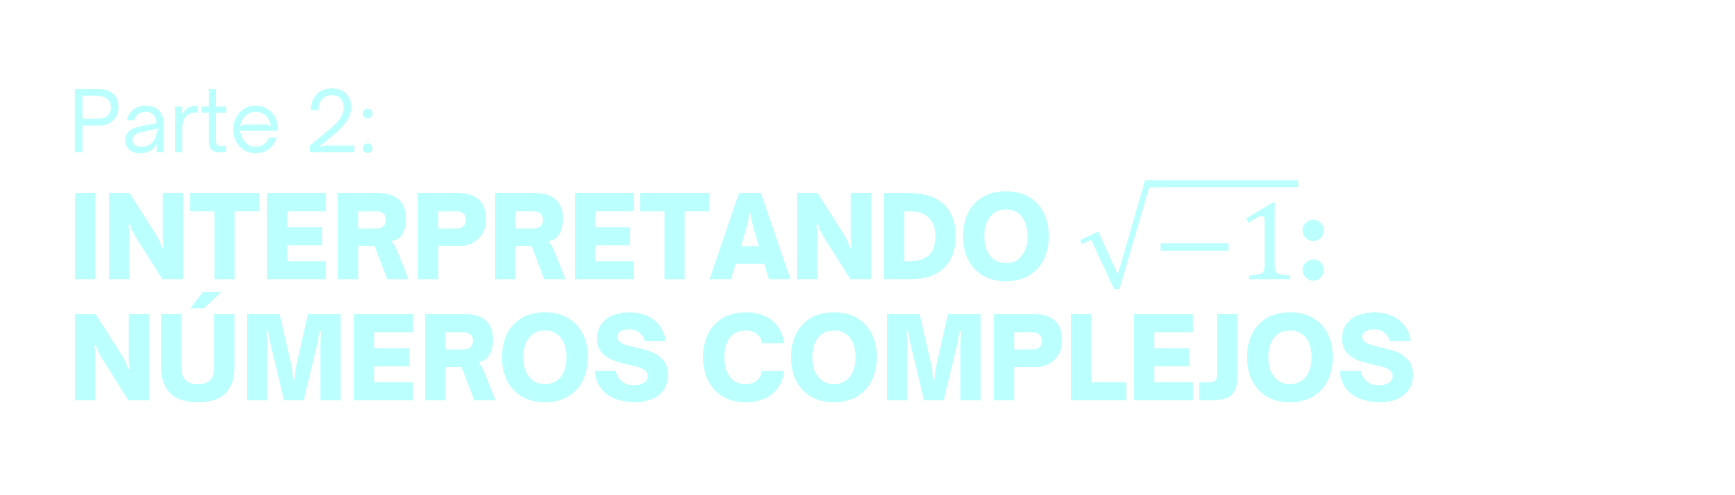 Parte 2:
INTERPRETANDO √−1:
NÚMEROS COMPLEJOS